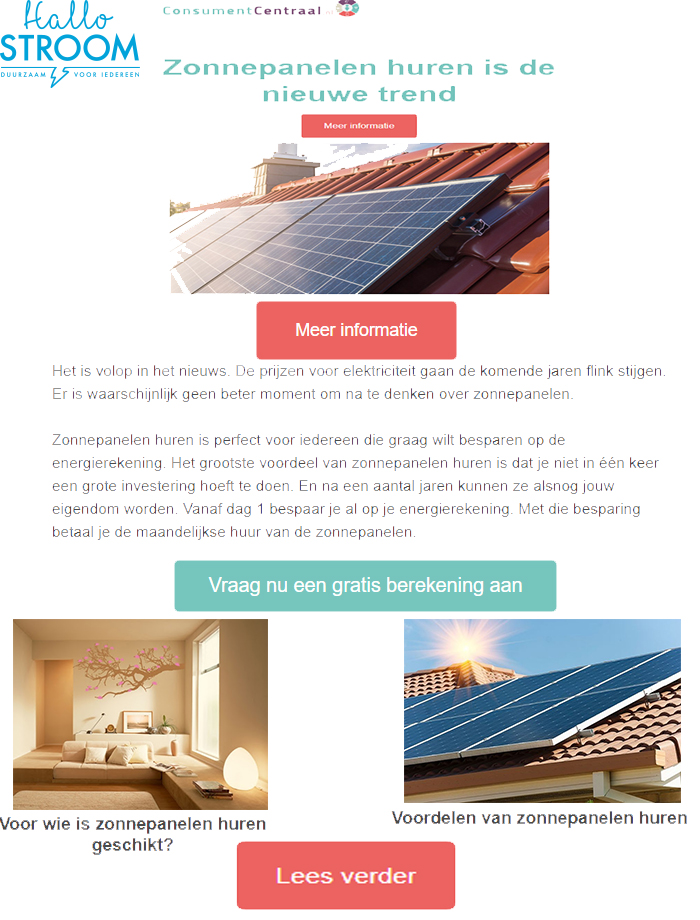 Hallo
STROOM
DUURZAAM VOOR IEDEREEN
ConsumentCentraal.nl
Zonnepanelen huren is de
nieuwe trend
Meer informatie
Meer informatie
Het is volop in het nieuws. De prijzen voor elektriciteit gaan de komende jaren flink stijgen.
Er is waarschijnlijk geen beter moment om na te denken over zonnepanelen.
Zonnepanelen huren is perfect voor iedereen die graag wilt besparen op de
energierekening. Het grootste voordeel van zonnepanelen huren is dat je niet in één keer
een grote investering hoeft te doen. En na een aantal jaren kunnen ze alsnog jouw
eigendom worden. Vanaf dag 1 bespaar je al op je energierekening. Met die besparing
betaal je de maandelijkse huur van de zonnepanelen.
Vraag nu een gratis berekening aan
Voor wie is zonnepanelen huren
geschikt?
Voordelen van zonnepanelen huren
Lees verder